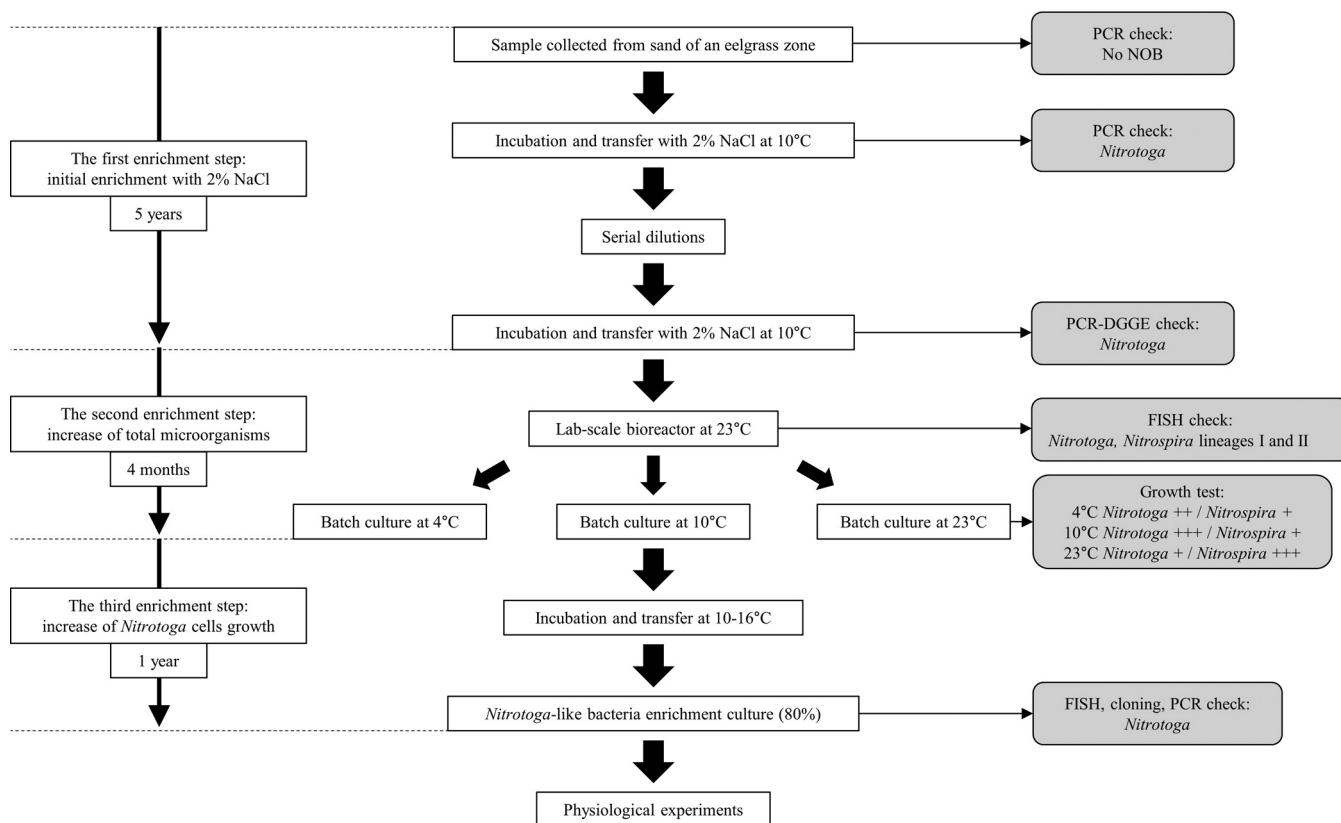 Sample collected from sand of an eelgrass zone
PCR check:
No NOB
Incubation and transfer with 2% NaCl at 10°C
PCR check:
Nitrotoga
The first enrichment step:
initial enrichment with 2% NaCl
5 years
Serial dilutions
Incubation and transfer with 2% NaCl at 10°C
PCR-DGGE check:
Nitrotoga
The second enrichment step:
increase of total microorganisms
4 months
Lab-scale bioreactor at 23°C
FISH check:
Nitrotoga, Nitrospira lineages I and II
Batch culture at 4°C
Batch culture at 10°C
Batch culture at 23°C
Growth test:
4°C Nitrotoga ++ / Nitrospira +
10°C Nitrotoga +++ / Nitrospira +
23°C Nitrotoga + / Nitrospira +++
The third enrichment step:
increase of Nitrotoga cells growth
1 year
Incubation and transfer at 10-16°C
Nitrotoga-like bacteria enrichment culture (80%)
FISH, cloning, PCR check:
Nitrotoga
Physiological experiments